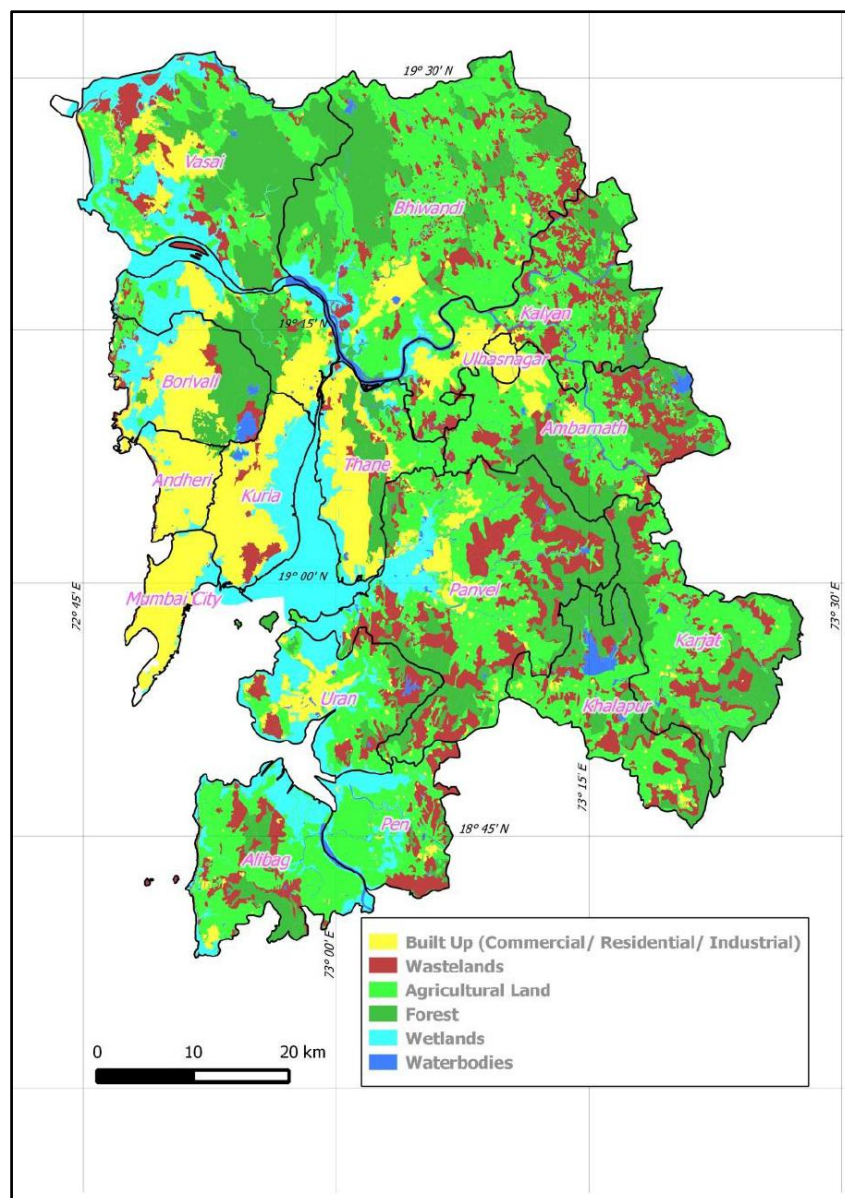 19° 30' N
Vasai
Bhiwandi
Kalyan
19° 15' N
Ulhasnagar
Borivali
Ambarnath
Andheri
Kurla
Thane
72° 45' E
19° 00' N
Mumbai City
Panvel
73° 30' E
Karjat
Uran
Khalapur
73° 15' E
18° 45' N
Pen
Alibag
73° 00' E
Built Up (Commercial/ Residential/ Industrial)
Wastelands
Agricultural Land
Forest
Wetlands
Waterbodies
0 10 20 km